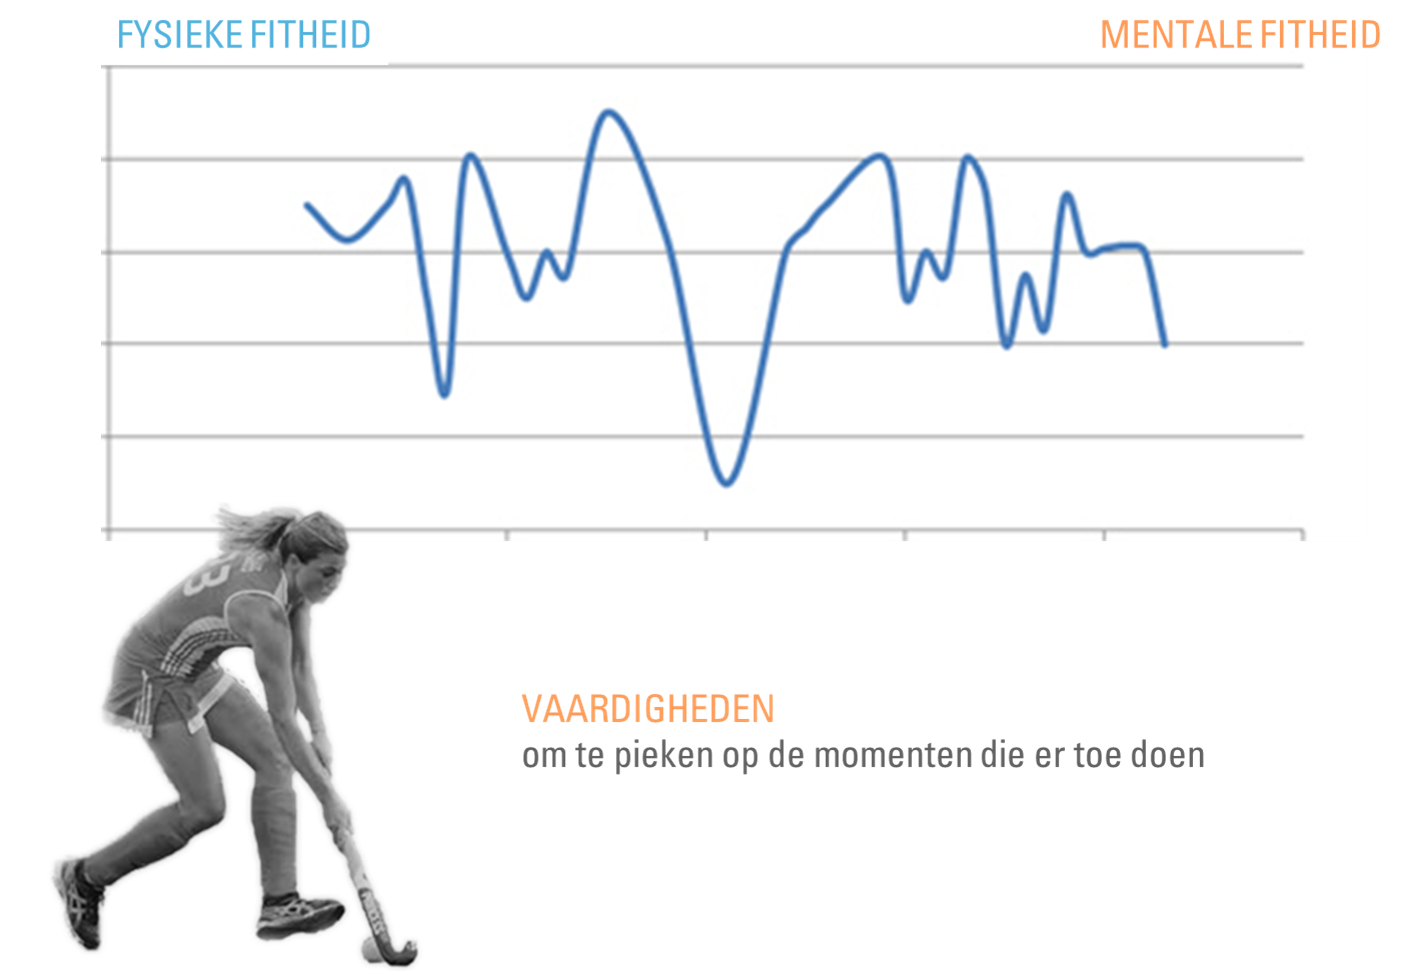 FYSIEKE FITHEID
MENTALE FITHEID
VAARDIGHEDEN
om te pieken op de momenten die er toe doen